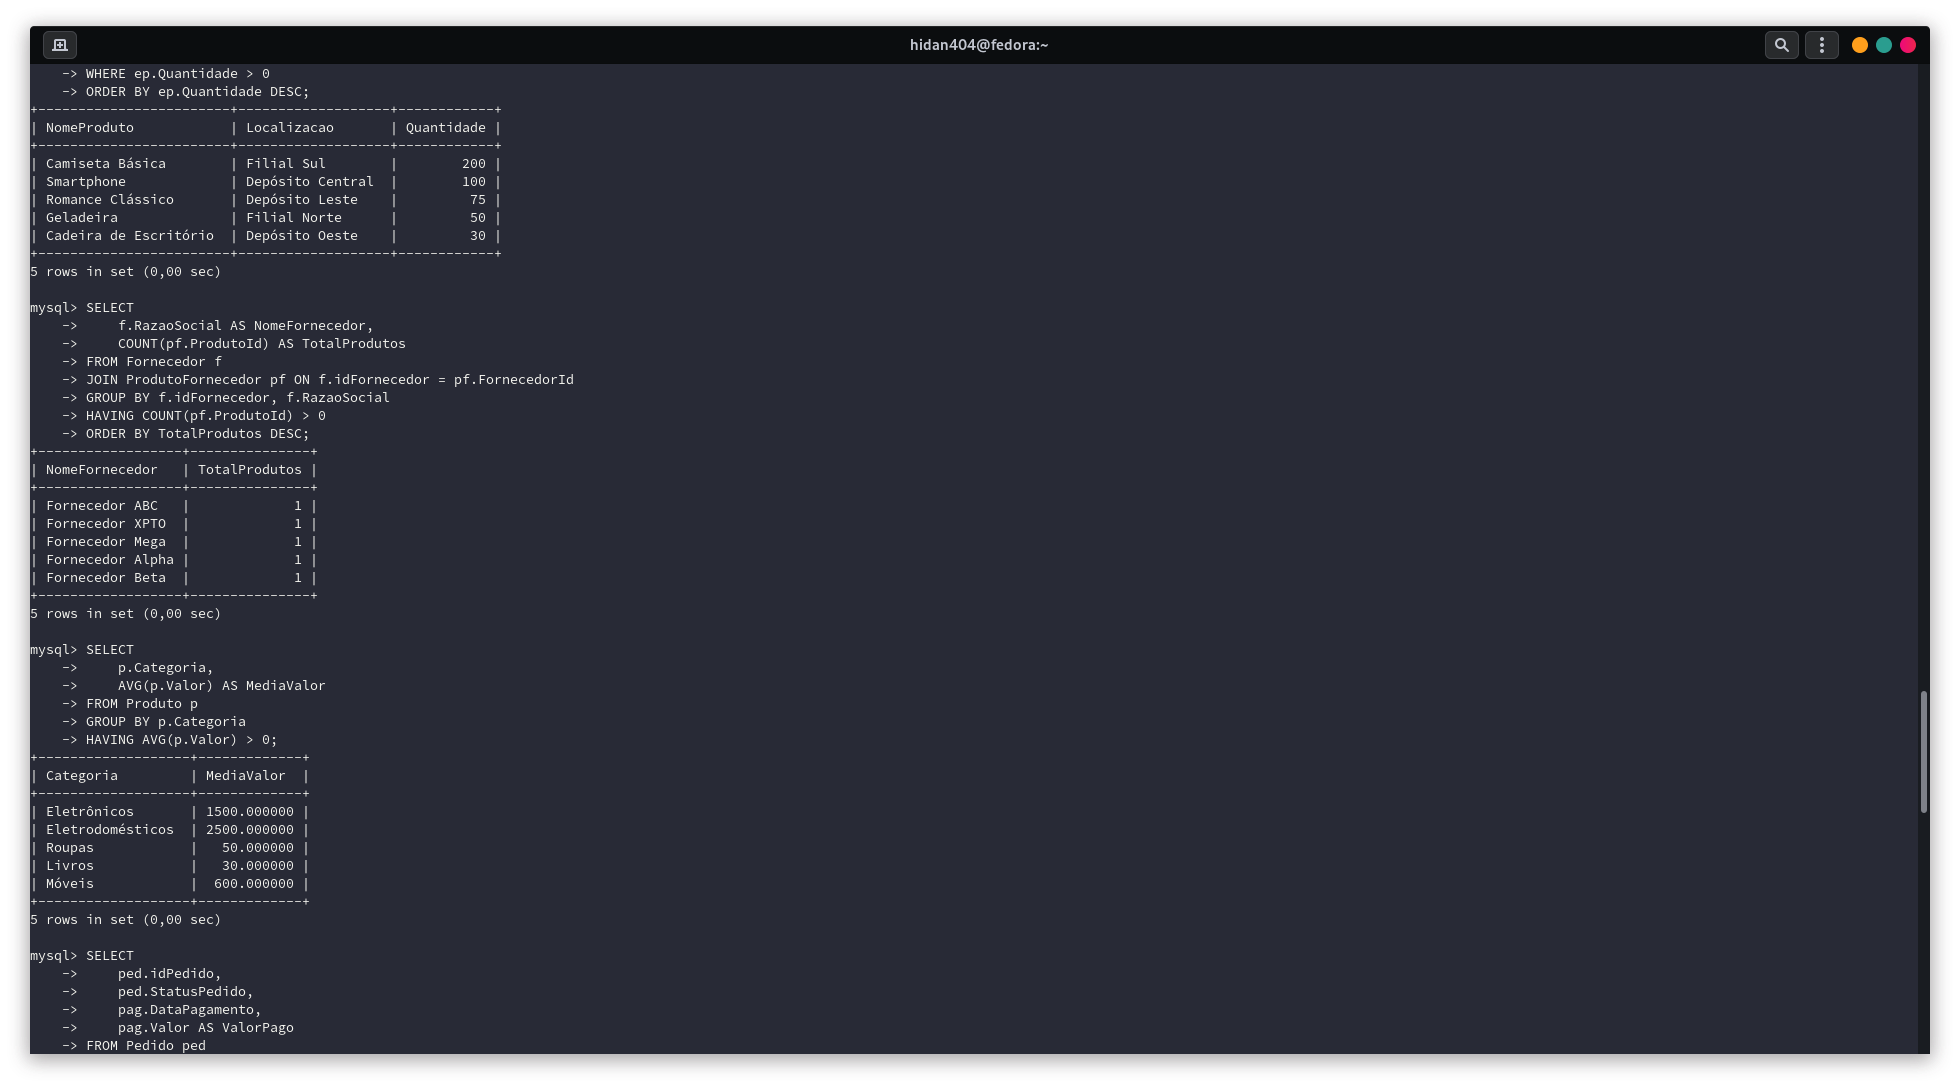 hidan404@fedora:~
    -> WHERE ep.Quantidade > 0
    -> ORDER BY ep.Quantidade DESC;
+------------------------+-------------------+------------+
| NomeProduto            | Localizacao       | Quantidade |
+------------------------+-------------------+------------+
| Camiseta Básica        | Filial Sul        |        200 |
| Smartphone             | Depósito Central  |        100 |
| Romance Clássico       | Depósito Leste    |         75 |
| Geladeira              | Filial Norte      |         50 |
| Cadeira de Escritório  | Depósito Oeste    |         30 |
+------------------------+-------------------+------------+
5 rows in set (0,00 sec)

mysql> SELECT
    ->     f.RazaoSocial AS NomeFornecedor,
    ->     COUNT(pf.ProdutoId) AS TotalProdutos
    -> FROM Fornecedor f
    -> JOIN ProdutoFornecedor pf ON f.idFornecedor = pf.FornecedorId
    -> GROUP BY f.idFornecedor, f.RazaoSocial
    -> HAVING COUNT(pf.ProdutoId) > 0
    -> ORDER BY TotalProdutos DESC;
+------------------+---------------+
| NomeFornecedor   | TotalProdutos |
+------------------+---------------+
| Fornecedor ABC   |             1 |
| Fornecedor XPTO  |             1 |
| Fornecedor Mega  |             1 |
| Fornecedor Alpha |             1 |
| Fornecedor Beta  |             1 |
+------------------+---------------+
5 rows in set (0,00 sec)

mysql> SELECT
    ->     p.Categoria,
    ->     AVG(p.Valor) AS MediaValor
    -> FROM Produto p
    -> GROUP BY p.Categoria
    -> HAVING AVG(p.Valor) > 0;
+-------------------+-------------+
| Categoria         | MediaValor  |
+-------------------+-------------+
| Eletrônicos       | 1500.000000 |
| Eletrodomésticos  | 2500.000000 |
| Roupas            |   50.000000 |
| Livros            |   30.000000 |
| Móveis            |  600.000000 |
+-------------------+-------------+
5 rows in set (0,00 sec)

mysql> SELECT
    ->     ped.idPedido,
    ->     ped.StatusPedido,
    ->     pag.DataPagamento,
    ->     pag.Valor AS ValorPago
    -> FROM Pedido ped